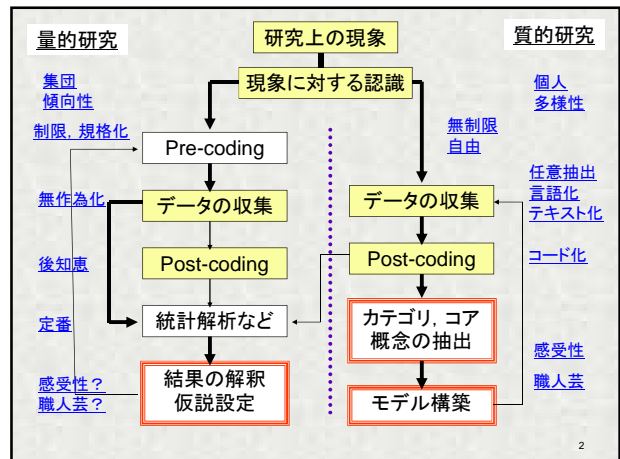 量的研究
研究上の現象
質的研究
現象に対する認識
集団
傾向性
個人
多様性
制限，規格化
Pre-coding
無制限
自由
無作為化
データの収集
データの収集
任意抽出
言語化
テキスト化
後知恵
Post-coding
Post-coding
コード化
定番
統計解析など
カテゴリ，コア
概念の抽出
感受性？
職人芸？
結果の解釈
仮説設定
モデル構築
感受性
職人芸
2